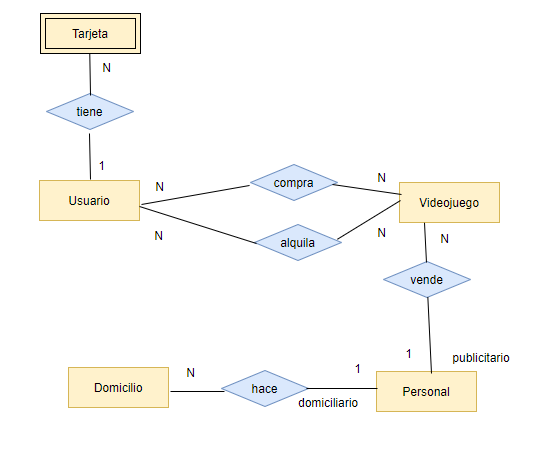 Tarjeta
N
tiene
1
Usuario
N
compra
N
Videojuego
N
alquila
N
N
vende
1
publicitario
Domicilio
N
hace
1
domiciliario
Personal